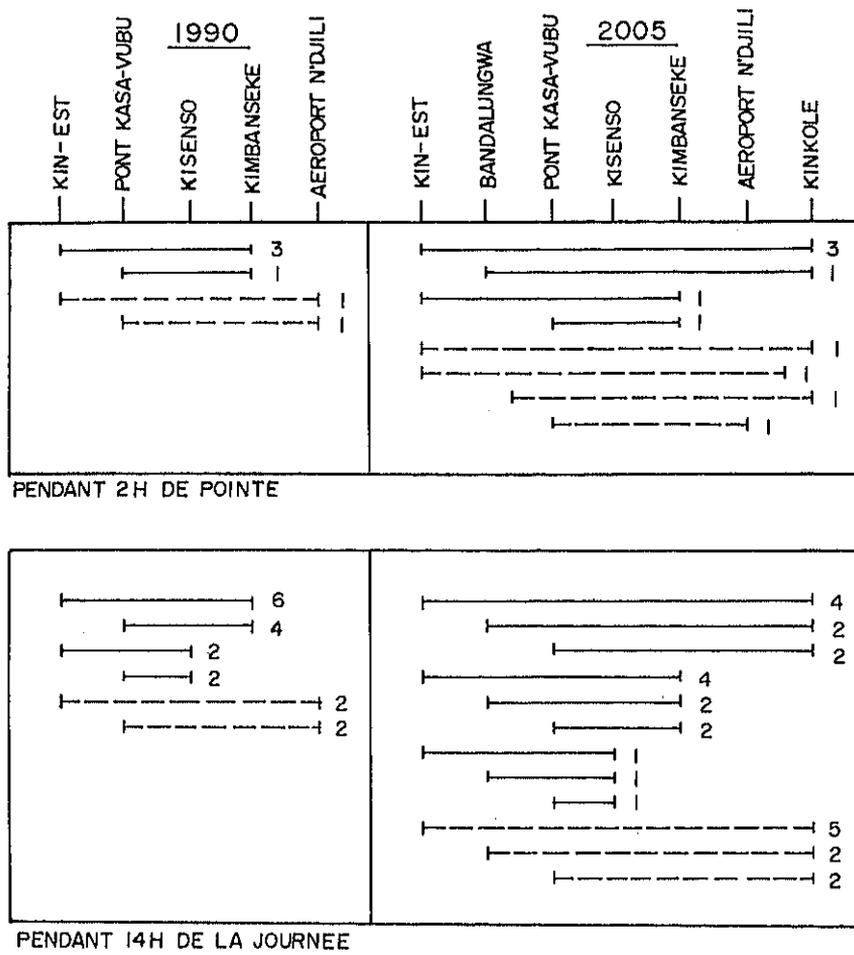 1990
KIN-EST
PONT KASA-VUBU
KISENSO
KIMBANSEKE
AEROPORT N'DJILI
2005
KIN-EST
BANDALUNGWA
PONT KASA-VUBU
KISENSO
KIMBANSEKE
AEROPORT N'DJILI
KINKOLE
3
1
1
1
3
1
1
1
1
1
1
1
PENDANT 2H DE POINTE
6
4
2
2
2
2
4
2
2
4
2
2
1
1
1
5
2
2
PENDANT 14H DE LA JOURNEE